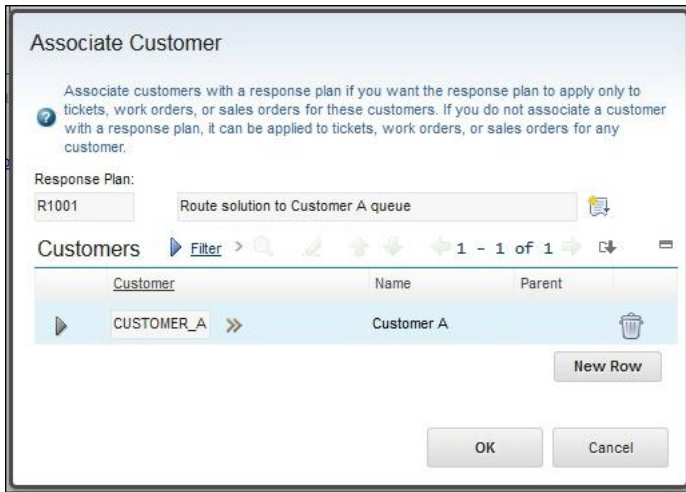 Associate Customer
Associate customers with a response plan if you want the response plan to apply only to
tickets, work orders, or sales orders for these customers. If you do not associate a customer
with a response plan, it can be applied to tickets, work orders, or sales orders for any
customer.
Response Plan:
R1001 Route solution to Customer A queue
Customers Filter 1 - 1 of 1
Customer Name Parent
CUSTOMER_A Customer A
New Row
OK Cancel